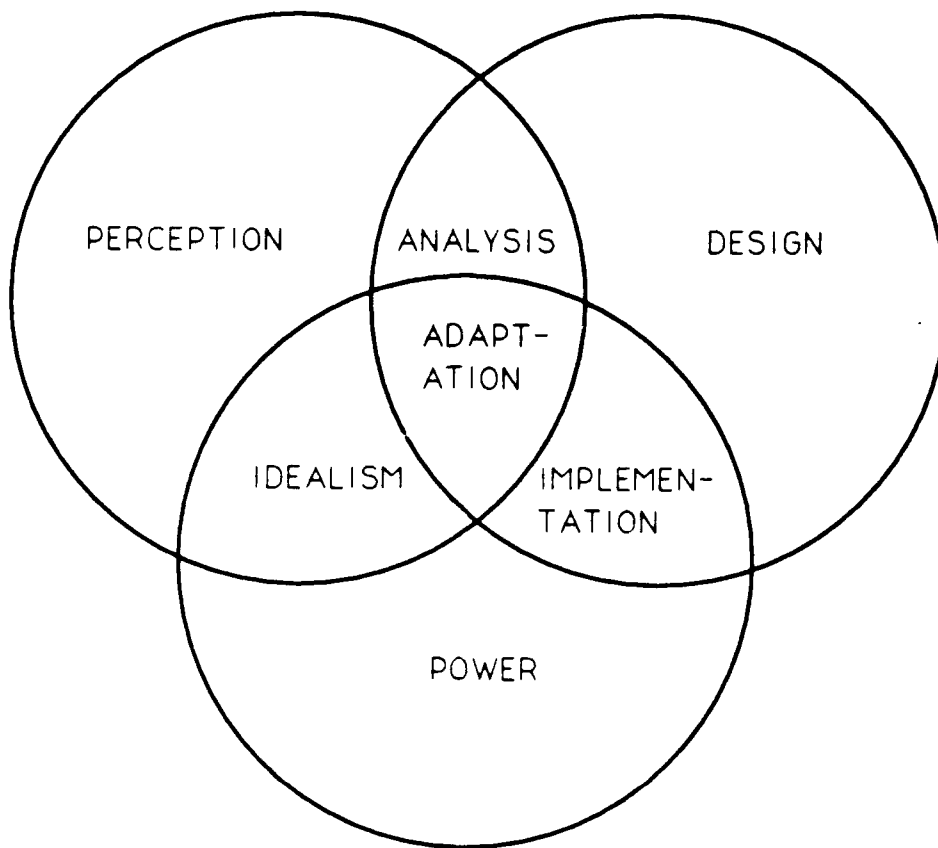 PERCEPTION
ANALYSIS
DESIGN
ADAPT-
ATION
IDEALISM
IMPLEMEN-
TATION
POWER